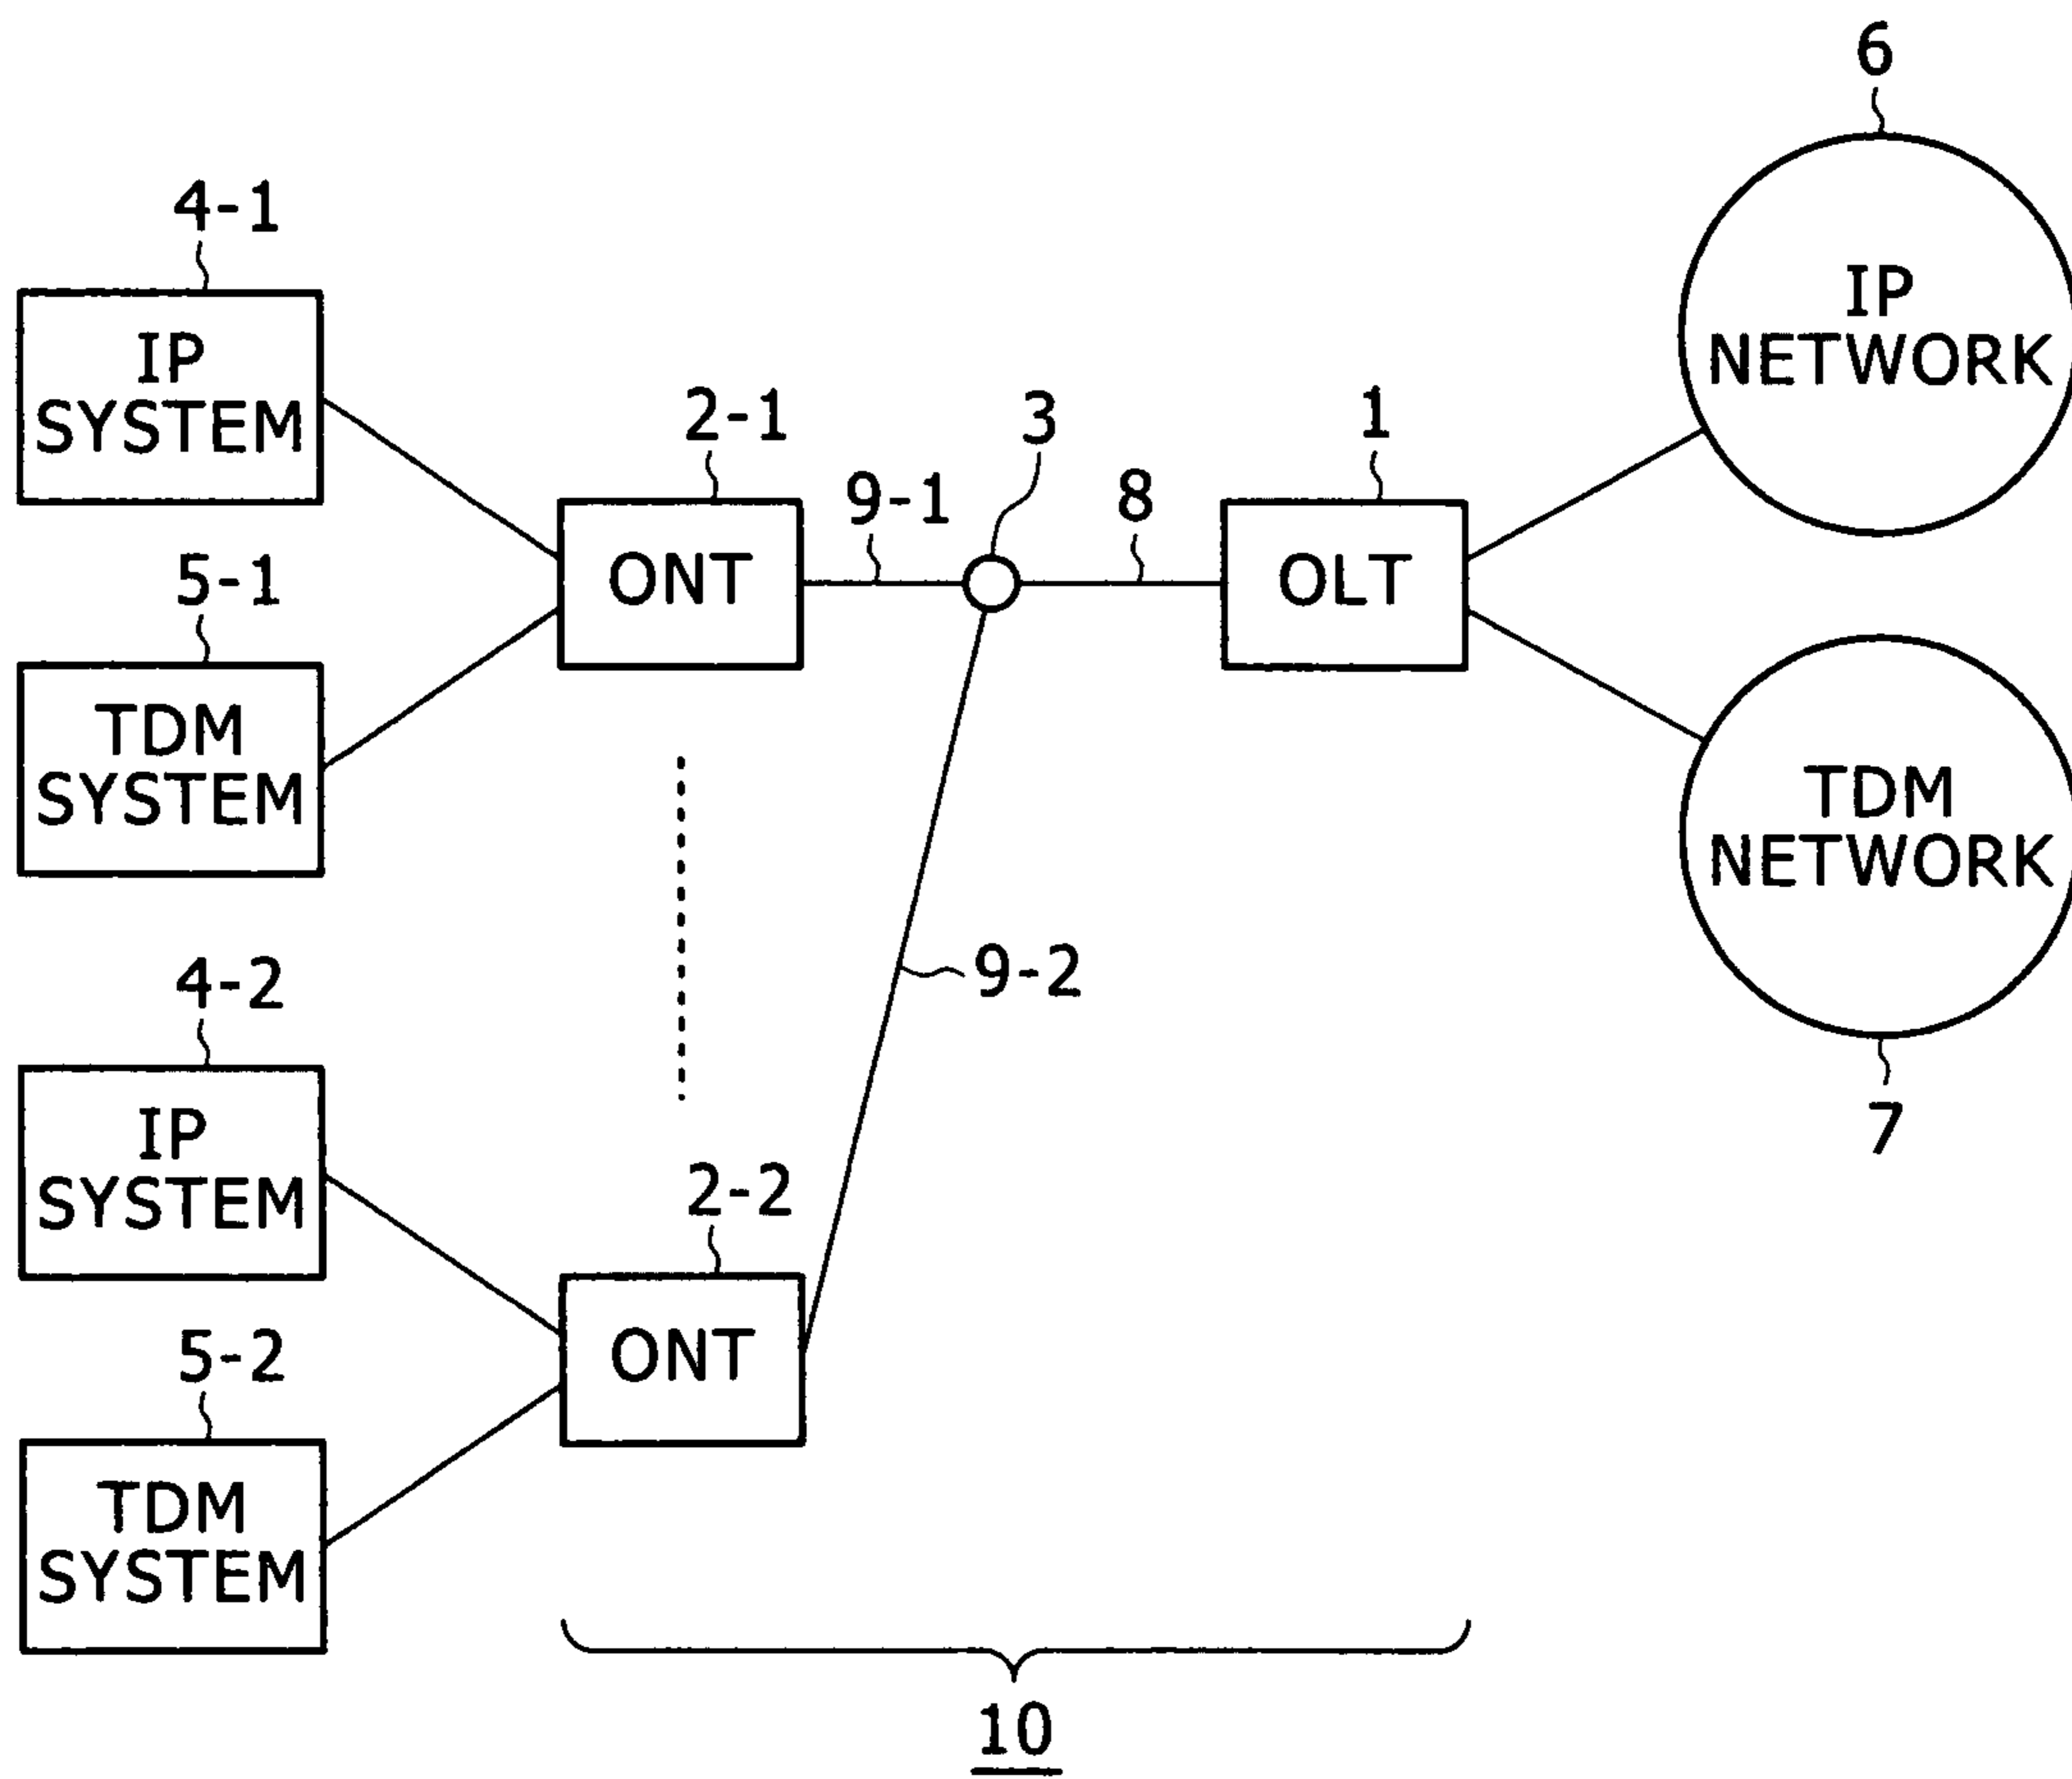 6
4-1
IP
SYSTEM
IP
NETWORK
2-1
3
1
9-1
8
5-1
ONT
OLT
TDM
SYSTEM
TDM
NETWORK
4-2
9-2
7
IP
SYSTEM
2-2
5-2
ONT
TDM
SYSTEM
10